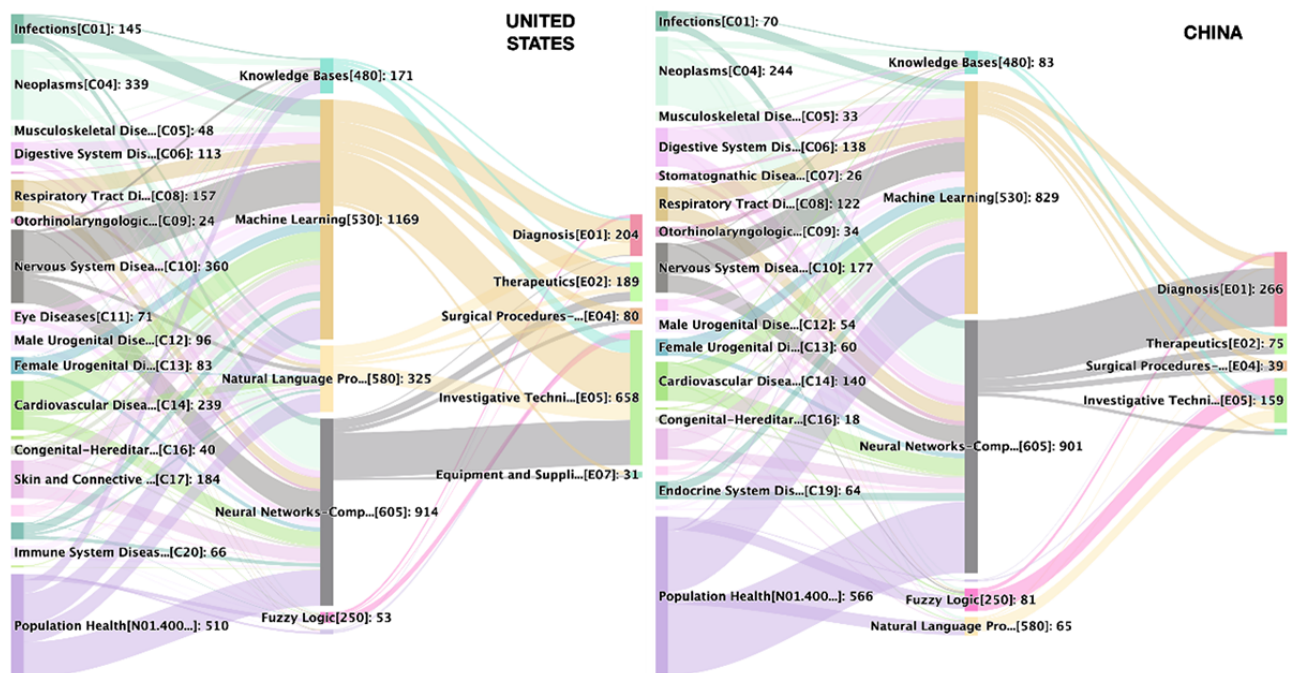 UNITED
STATES
Infections[C01]: 145
Neoplasms[C04]: 339
Musculoskeletal Dise...[C05]: 48
Digestive System Dis...[C06]: 113
Respiratory Tract Di...[C08]: 157
Otorhinolaryngologic...[C09]: 24
Nervous System Disea...[C10]: 360
Eye Diseases[C11]: 71
Male Urogenital Dise...[C12]: 96
Female Urogenital Di...[C13]: 83
Cardiovascular Disea...[C14]: 239
Congenital-Hereditar...[C16]: 40
Skin and Connective ...[C17]: 184
Immune System Diseas...[C20]: 66
Population Health[N01.400...]: 510
Knowledge Bases[480]: 171
Machine Learning[530]: 1169
Natural Language Pro...[580]: 325
Neural Networks-Comp...[605]: 914
Fuzzy Logic[250]: 53
Diagnosis[E01]: 204
Therapeutics[E02]: 189
Surgical Procedures-...[E04]: 80
Investigative Techni...[E05]: 658
Equipment and Suppli...[E07]: 31
CHINA
Infections[C01]: 70
Neoplasms[C04]: 244
Musculoskeletal Dise...[C05]: 33
Digestive System Dis...[C06]: 138
Stomatognathic Disea...[C07]: 26
Respiratory Tract Di...[C08]: 122
Otorhinolaryngologic...[C09]: 34
Nervous System Disea...[C10]: 177
Male Urogenital Dise...[C12]: 54
Female Urogenital Di...[C13]: 60
Cardiovascular Disea...[C14]: 140
Congenital-Hereditar...[C16]: 18
Endocrine System Dis...[C19]: 64
Population Health[N01.400...]: 566
Knowledge Bases[480]: 83
Machine Learning[530]: 829
Neural Networks-Comp...[605]: 901
Fuzzy Logic[250]: 81
Natural Language Pro...[580]: 65
Diagnosis[E01]: 266
Therapeutics[E02]: 75
Surgical Procedures-...[E04]: 39
Investigative Techni...[E05]: 159